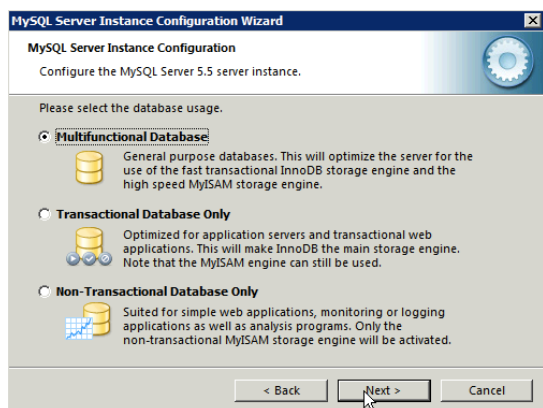 MySQL Server Instance Configuration Wizard
MySQL Server Instance Configuration
Configure the MySQL Server 5.5 server instance.
Please select the database usage.
Multifunctional Database
General purpose databases. This will optimize the server for the
use of the fast transactional InnoDB storage engine and the
high speed MyISAM storage engine.
Transactional Database Only
Optimized for application servers and transactional web
applications. This will make InnoDB the main storage engine.
Note that the MyISAM engine can still be used.
Non-Transactional Database Only
Suited for simple web applications, monitoring or logging
applications as well as analysis programs. Only the
non-transactional MyISAM storage engine will be activated.
< Back Next > Cancel